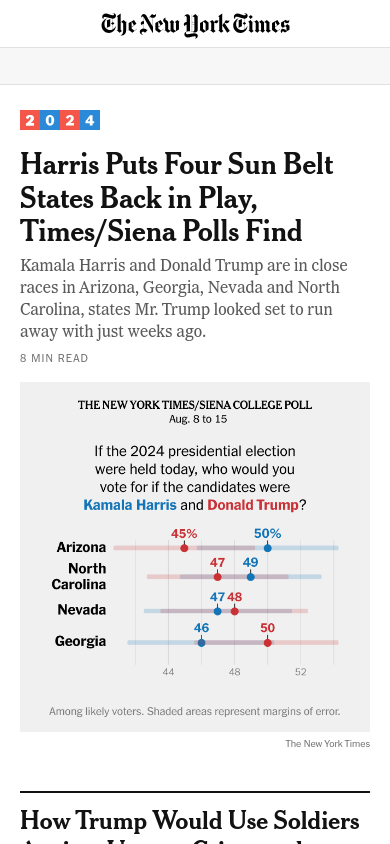 The New York Times
2024
Harris Puts Four Sun Belt
States Back in Play,
Times/Siena Polls Find
Kamala Harris and Donald Trump are in close
races in Arizona, Georgia, Nevada and North
Carolina, states Mr. Trump looked set to run
away with just weeks ago.
8 MIN READ
THE NEW YORK TIMES/SIENA COLLEGE POLL
Aug. 8 to 15
If the 2024 presidential election
were held today, who would you
vote for if the candidates were
Kamala Harris and Donald Trump?
45% 50%
Arizona
47 49
North
Carolina
47 48
Nevada
46 50
Georgia
44 48 52
Among likely voters. Shaded areas represent margins of error.
The New York Times
How Trump Would Use Soldiers